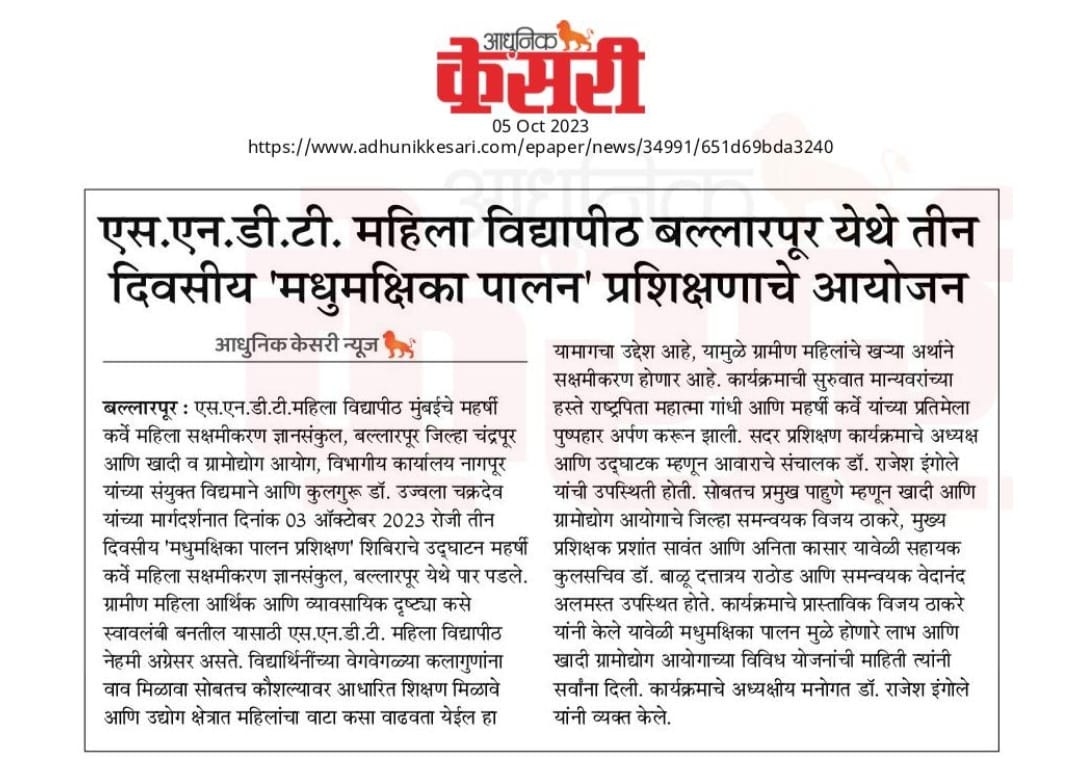 आधुनिक
केसरी
05 Oct 2023
https://www.adhunikkesari.com/epaper/news/34991/651d69bda3240
एस.एन.डी.टी. महिला विद्यापीठ बल्लारपूर येथे तीन
दिवसीय 'मधुमक्षिका पालन' प्रशिक्षणाचे आयोजन
आधुनिक केसरी न्यूज
बल्लारपूर : एस.एन.डी.टी.महिला विद्यापीठ मुंबईचे महर्षी
कर्वे महिला सक्षमीकरण ज्ञानसंकुल, बल्लारपूर जिल्हा चंद्रपूर
आणि खादी व ग्रामोद्योग आयोग, विभागीय कार्यालय नागपूर
यांच्या संयुक्त विद्यमाने आणि कुलगुरू डॉ. उज्वला चक्रदेव
यांच्या मार्गदर्शनात दिनांक 03 ऑक्टोबर 2023 रोजी तीन
दिवसीय 'मधुमक्षिका पालन प्रशिक्षण' शिबिराचे उद्घाटन महर्षी
कर्वे महिला सक्षमीकरण ज्ञानसंकुल, बल्लारपूर येथे पार पडले.
ग्रामीण महिला आर्थिक आणि व्यावसायिक दृष्ट्या कसे
स्वावलंबी बनतील यासाठी एस.एन.डी.टी. महिला विद्यापीठ
नेहमी अग्रेसर असते. विद्यार्थिनींच्या वेगवेगळ्या कलागुणांना
वाव मिळावा सोबतच कौशल्यावर आधारित शिक्षण मिळावे
आणि उद्योग क्षेत्रात महिलांचा वाटा कसा वाढवता येईल हा
यामागचा उद्देश आहे, यामुळे ग्रामीण महिलांचे खऱ्या अर्थाने
सक्षमीकरण होणार आहे. कार्यक्रमाची सुरुवात मान्यवरांच्या
हस्ते राष्ट्रपिता महात्मा गांधी आणि महर्षी कर्वे यांच्या प्रतिमेला
पुष्पहार अर्पण करून झाली. सदर प्रशिक्षण कार्यक्रमाचे अध्यक्ष
आणि उद्घाटक म्हणून आवाराचे संचालक डॉ. राजेश इंगोले
यांची उपस्थिती होती. सोबतच प्रमुख पाहुणे म्हणून खादी आणि
ग्रामोद्योग आयोगाचे जिल्हा समन्वयक विजय ठाकरे, मुख्य
प्रशिक्षक प्रशांत सावंत आणि अनिता कासार यावेळी सहायक
कुलसचिव डॉ. बाळू दत्तात्रय राठोड आणि समन्वयक वेदानंद
अलमस्त उपस्थित होते. कार्यक्रमाचे प्रास्ताविक विजय ठाकरे
यांनी केले यावेळी मधुमक्षिका पालन मुळे होणारे लाभ आणि
खादी ग्रामोद्योग आयोगाच्या विविध योजनांची माहिती त्यांनी
सर्वांना दिली. कार्यक्रमाचे अध्यक्षीय मनोगत डॉ. राजेश इंगोले
यांनी व्यक्त केले.